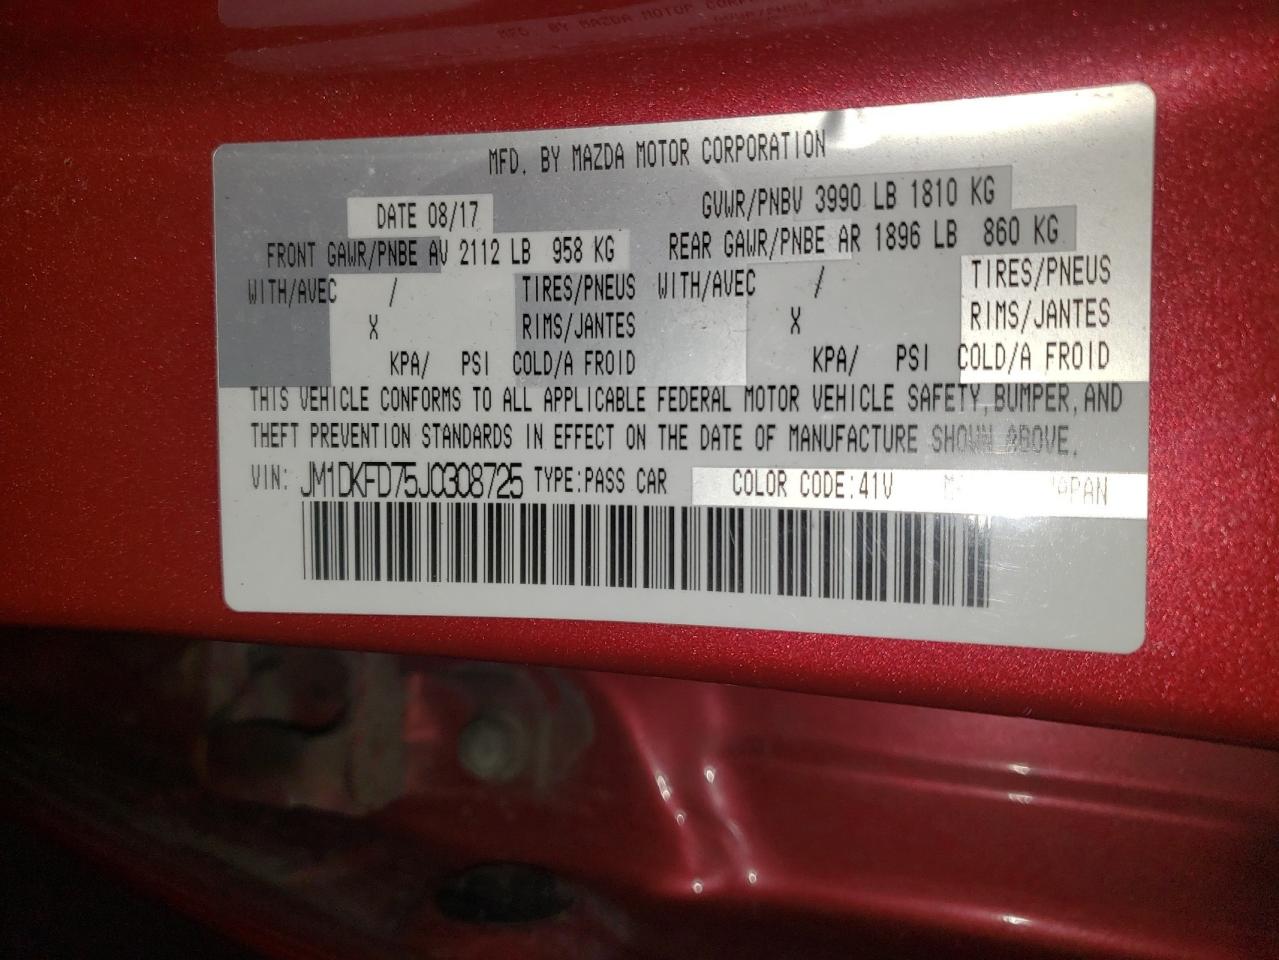 MFD. BY MAZDA MOTOR CORPORATION
DATE 08/17 GVWR/PNBV 3990 LB 1810 KG
FRONT GAWR/PNBE AV 2112 LB 958 KG REAR GAWR/PNBE AR 1896 LB 860 KG
WITH/AVEC / TIRES/PNEUS WITH/AVEC / TIRES/PNEUS
X RIMS/JANTES X RIMS/JANTES
KPA/ PSI COLD/A FROID KPA/ PSI COLD/A FROID
THIS VEHICLE CONFORMS TO ALL APPLICABLE FEDERAL MOTOR VEHICLE SAFETY, BUMPER, AND
THEFT PREVENTION STANDARDS IN EFFECT ON THE DATE OF MANUFACTURE SHOWN ABOVE.
VIN: JM1DKFD75J0308725 TYPE:PASS CAR COLOR CODE:41V